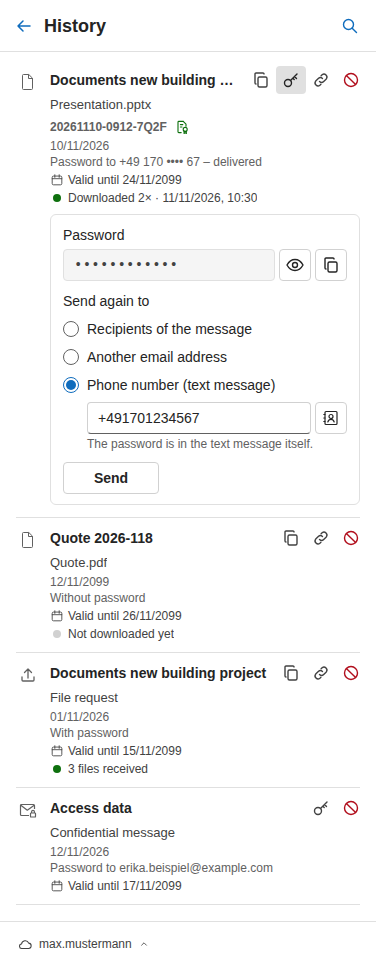 History
Documents new building …
Presentation.pptx
20261110-0912-7Q2F
10/11/2026
Password to +49 170 •••• 67 – delivered
Valid until 24/11/2099
Downloaded 2× · 11/11/2026, 10:30
Password
••••••••••••
Send again to
Recipients of the message
Another email address
Phone number (text message)
+491701234567
The password is in the text message itself.
Send
Quote 2026-118
Quote.pdf
12/11/2099
Without password
Valid until 26/11/2099
Not downloaded yet
Documents new building project
File request
01/11/2026
With password
Valid until 15/11/2099
3 files received
Access data
Confidential message
12/11/2026
Password to erika.beispiel@example.com
Valid until 17/11/2099
max.mustermann